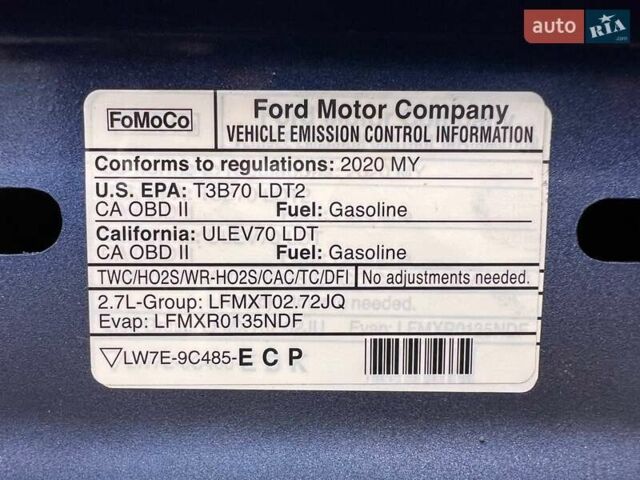 auto RIA.com
FoMoCo
Ford Motor Company
VEHICLE EMISSION CONTROL INFORMATION
Conforms to regulations: 2020 MY
U.S. EPA: T3B70 LDT2
CA OBD II Fuel: Gasoline
California: ULEV70 LDT
CA OBD II Fuel: Gasoline
TWC/HO2S/WR-HO2S/CAC/TC/DFI No adjustments needed.
2.7L-Group: LFMXT02.72JQ
Evap: LFMXR0135NDF
LW7E-9C485-E C P